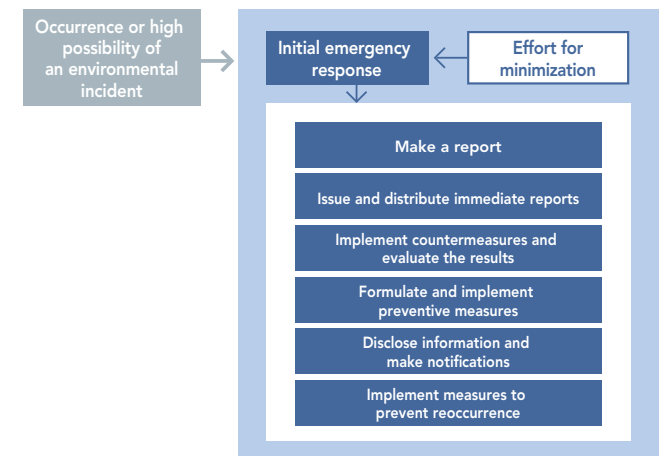 Occurrence or high
possibility of
an environmental
incident
Initial emergency
response
Effort for
minimization
Make a report
Issue and distribute immediate reports
Implement countermeasures and
evaluate the results
Formulate and implement
preventive measures
Disclose information and
make notifications
Implement measures to
prevent reoccurrence